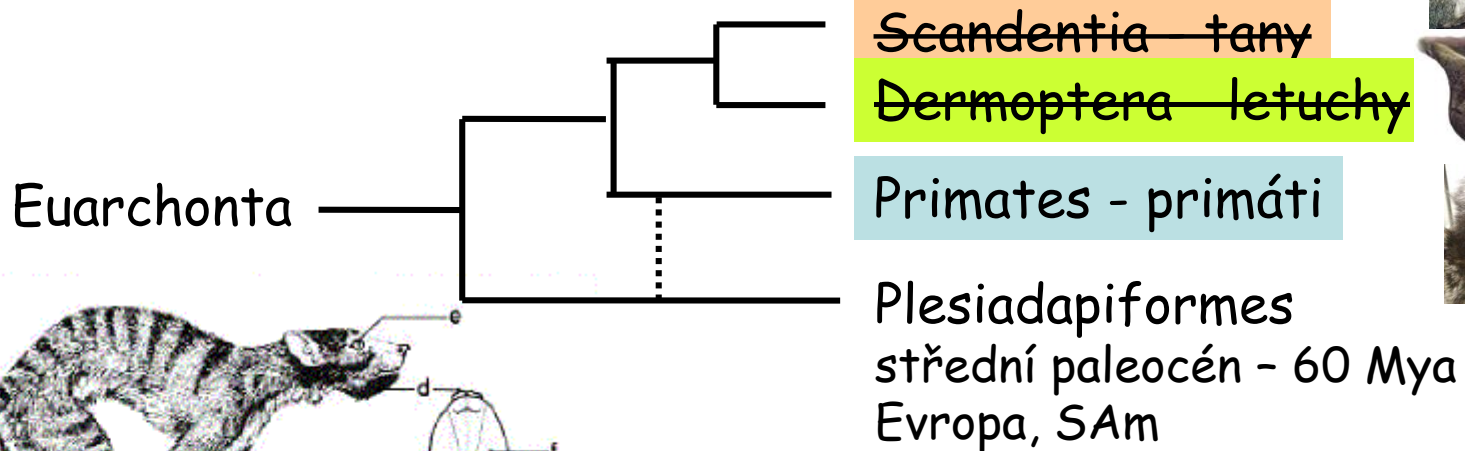 Scandentia - tany
Dermoptera letuchy
Euarchonta
Primates - primáti
Plesiadapiformes
střední paleocén – 60 Mya
Evropa, SAm
e
d
f